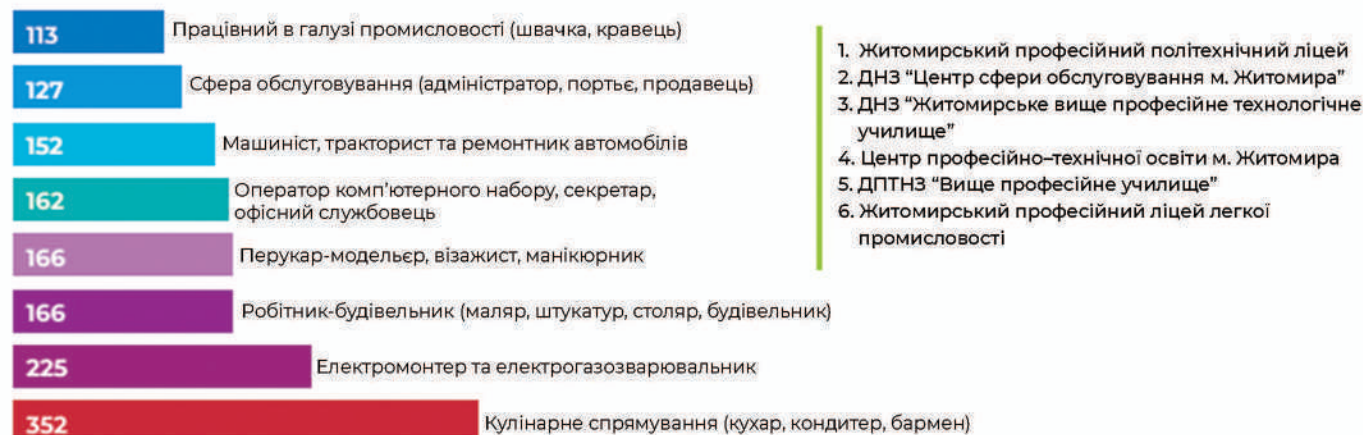 113 Працівний в галузі промисловості (швачка, кравець)
127 Сфера обслуговування (адміністратор, портьє, продавець)
152 Машиніст, тракторист та ремонтник автомобілів
162 Оператор комп’ютерного набору, секретар,
офісний службовець
166 Перукар-модельєр, візажист, манікюрник
166 Робітник-будівельник (маляр, штукатур, столяр, будівельник)
225 Електромонтер та електрогазозварювальник
352 Кулінарне спрямування (кухар, кондитер, бармен)
1. Житомирський професійний політехнічний ліцей
2. ДНЗ “Центр сфери обслуговування м. Житомира”
3. ДНЗ “Житомирське вище професійне технологічне
училище”
4. Центр професійно–технічної освіти м. Житомира
5. ДПТНЗ “Вище професійне училище”
6. Житомирський професійний ліцей легкої
промисловості